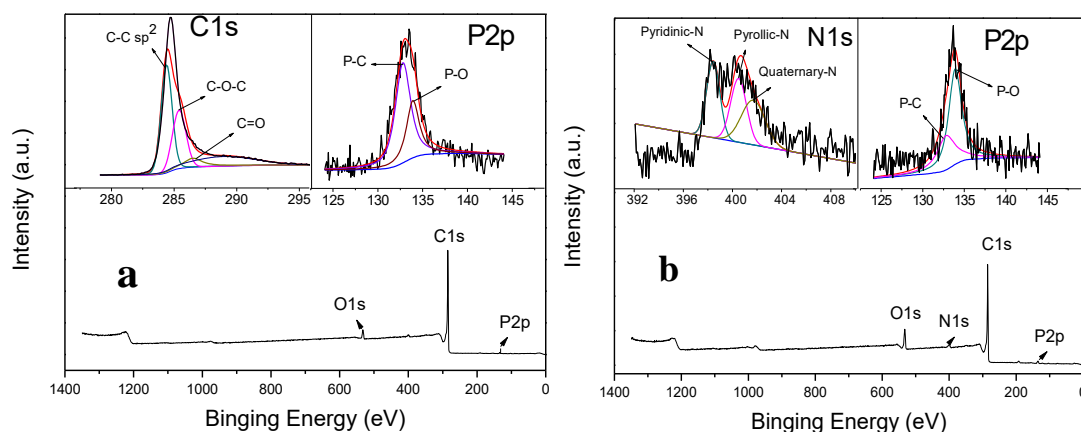 C1s
C-C sp2
C-O-C
C=O
280 285 290 295
P2p
P-C
P-O
125 130 135 140 145
a
O1s
C1s
P2p
Intensity (a.u.)
1400 1200 1000 800 600 400 200 0
Binging Energy (eV)
N1s
Pyridinic-N
Pyrollic-N
Quaternary-N
392 396 400 404 408
P2p
P-C
P-O
125 130 135 140 145
b
O1s
N1s
C1s
P2p
Intensity (a.u.)
1400 1200 1000 800 600 400 200 0
Binging Energy (eV)